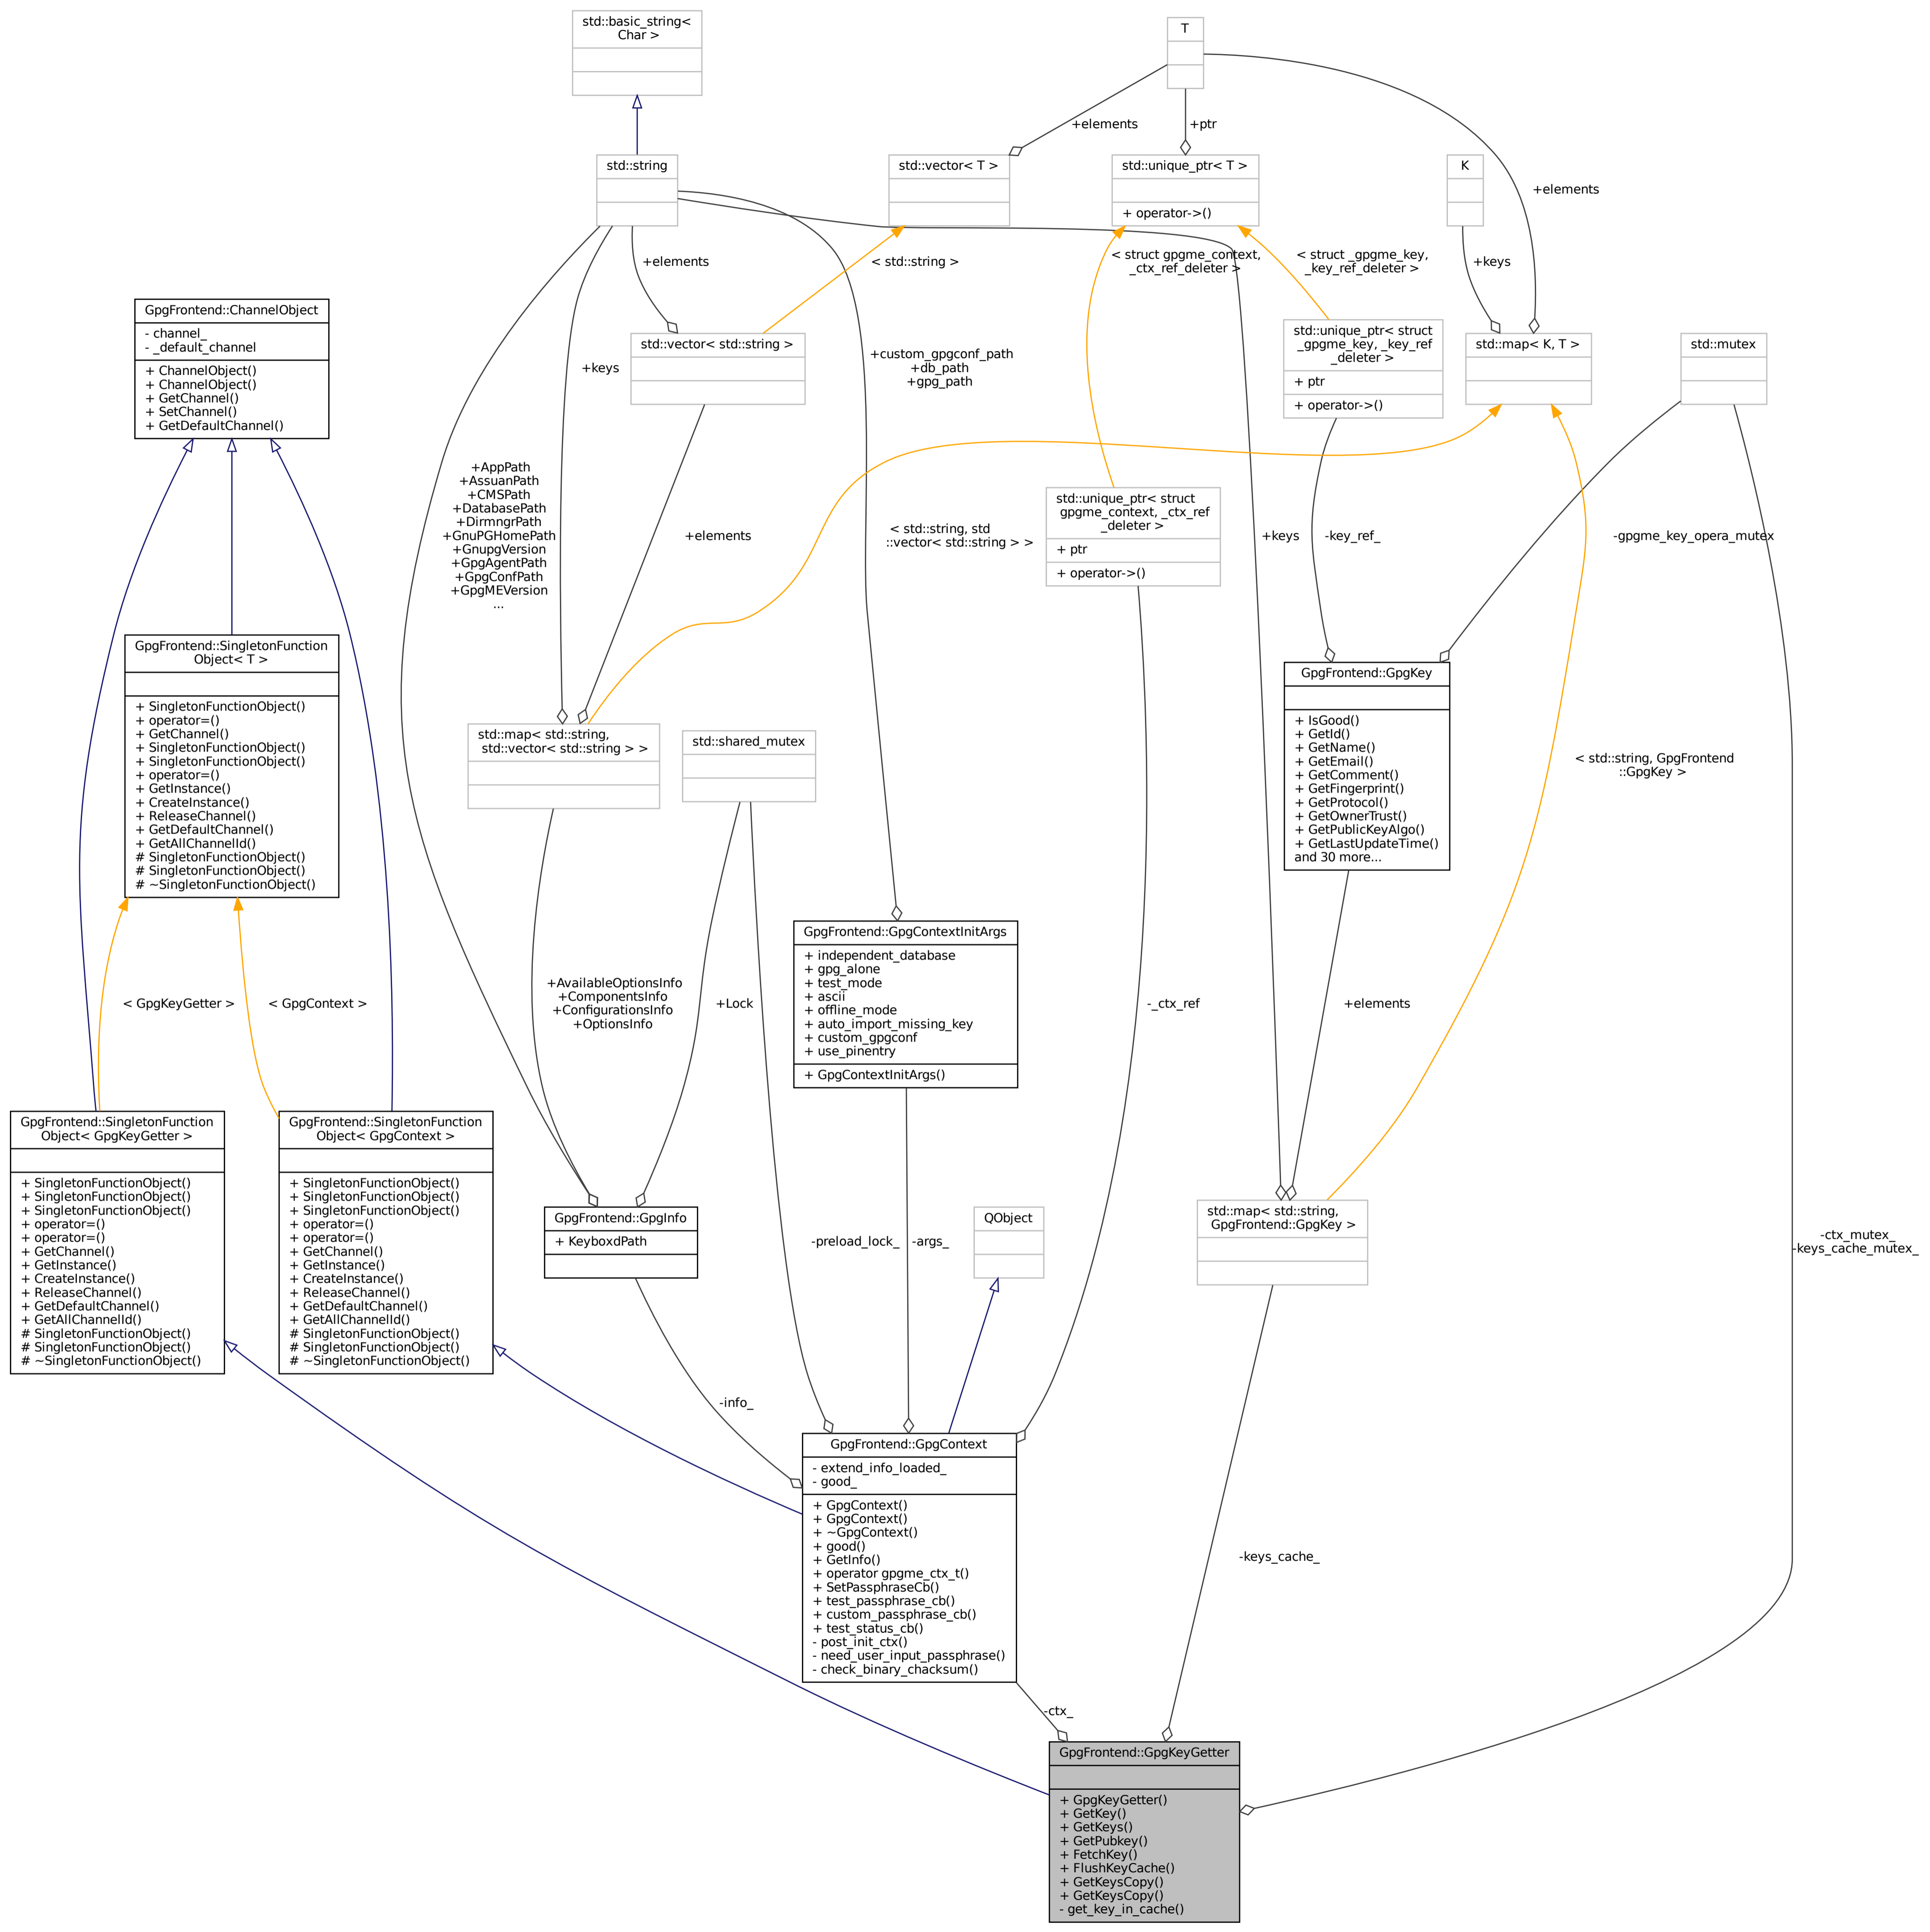 std::basic_string<
Char >
T
+elements
+ptr
std::string
std::vector< T >
std::unique_ptr< T >
+ operator->()
K
+elements
+elements
< std::string >
< struct gpgme_context,
_ctx_ref_deleter >
< struct _gpgme_key,
_key_ref_deleter >
+keys
GpgFrontend::ChannelObject
- channel_
- _default_channel
+ ChannelObject()
+ ChannelObject()
+ GetChannel()
+ SetChannel()
+ GetDefaultChannel()
+keys
std::vector< std::string >
+custom_gpgconf_path
+db_path
+gpg_path
std::unique_ptr< struct
_gpgme_key, _key_ref
_deleter >
+ ptr
+ operator->()
std::map< K, T >
std::mutex
+AppPath
+AssuanPath
+CMSPath
+DatabasePath
+DirmngrPath
+GnuPGHomePath
+GnupgVersion
+GpgAgentPath
+GpgConfPath
+GpgMEVersion
...
+elements
< std::string, std
::vector< std::string > >
std::unique_ptr< struct
gpgme_context, _ctx_ref
_deleter >
+ ptr
+ operator->()
+keys
-key_ref_
-gpgme_key_opera_mutex
GpgFrontend::SingletonFunction
Object< T >
+ SingletonFunctionObject()
+ operator=()
+ GetChannel()
+ SingletonFunctionObject()
+ SingletonFunctionObject()
+ operator=()
+ GetInstance()
+ CreateInstance()
+ ReleaseChannel()
+ GetDefaultChannel()
+ GetAllChannelId()
# SingletonFunctionObject()
# SingletonFunctionObject()
# ~SingletonFunctionObject()
std::map< std::string,
std::vector< std::string > >
std::shared_mutex
GpgFrontend::GpgKey
+ IsGood()
+ GetId()
+ GetName()
+ GetEmail()
+ GetComment()
+ GetFingerprint()
+ GetProtocol()
+ GetOwnerTrust()
+ GetPublicKeyAlgo()
+ GetLastUpdateTime()
and 30 more...
< std::string, GpgFrontend
::GpgKey >
< GpgKeyGetter >
< GpgContext >
+AvailableOptionsInfo
+ComponentsInfo
+ConfigurationsInfo
+OptionsInfo
+Lock
GpgFrontend::GpgContextInitArgs
+ independent_database
+ gpg_alone
+ test_mode
+ ascii
+ offline_mode
+ auto_import_missing_key
+ custom_gpgconf
+ use_pinentry
+ GpgContextInitArgs()
-_ctx_ref
+elements
GpgFrontend::SingletonFunction
Object< GpgKeyGetter >
+ SingletonFunctionObject()
+ SingletonFunctionObject()
+ SingletonFunctionObject()
+ operator=()
+ operator=()
+ GetChannel()
+ GetInstance()
+ CreateInstance()
+ ReleaseChannel()
+ GetDefaultChannel()
+ GetAllChannelId()
# SingletonFunctionObject()
# SingletonFunctionObject()
# ~SingletonFunctionObject()
GpgFrontend::SingletonFunction
Object< GpgContext >
+ SingletonFunctionObject()
+ SingletonFunctionObject()
+ SingletonFunctionObject()
+ operator=()
+ operator=()
+ GetChannel()
+ GetInstance()
+ CreateInstance()
+ ReleaseChannel()
+ GetDefaultChannel()
+ GetAllChannelId()
# SingletonFunctionObject()
# SingletonFunctionObject()
# ~SingletonFunctionObject()
GpgFrontend::GpgInfo
+ KeyboxdPath
-preload_lock_
-args_
QObject
std::map< std::string,
GpgFrontend::GpgKey >
-ctx_mutex_
-keys_cache_mutex_
-info_
GpgFrontend::GpgContext
- extend_info_loaded_
- good_
+ GpgContext()
+ GpgContext()
+ ~GpgContext()
+ good()
+ GetInfo()
+ operator gpgme_ctx_t()
+ SetPassphraseCb()
+ test_passphrase_cb()
+ custom_passphrase_cb()
+ test_status_cb()
- post_init_ctx()
- need_user_input_passphrase()
- check_binary_chacksum()
-keys_cache_
-ctx_
GpgFrontend::GpgKeyGetter
+ GpgKeyGetter()
+ GetKey()
+ GetKeys()
+ GetPubkey()
+ FetchKey()
+ FlushKeyCache()
+ GetKeysCopy()
+ GetKeysCopy()
- get_key_in_cache()